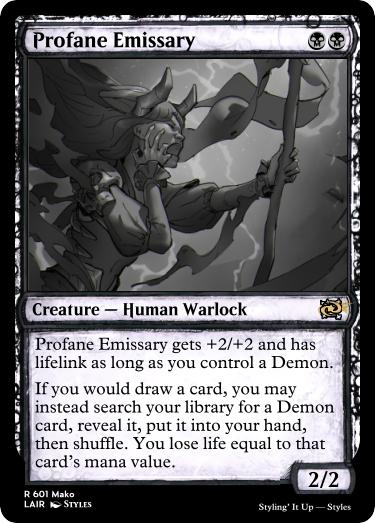 Profane Emissary
Creature — Human Warlock
Profane Emissary gets +2/+2 and has
lifelink as long as you control a Demon.
If you would draw a card, you may
instead search your library for a Demon
card, reveal it, put it into your hand,
then shuffle. You lose life equal to that
card's mana value.
2/2
R 601 Mako
LAIR Styles
Styling' It Up — Styles